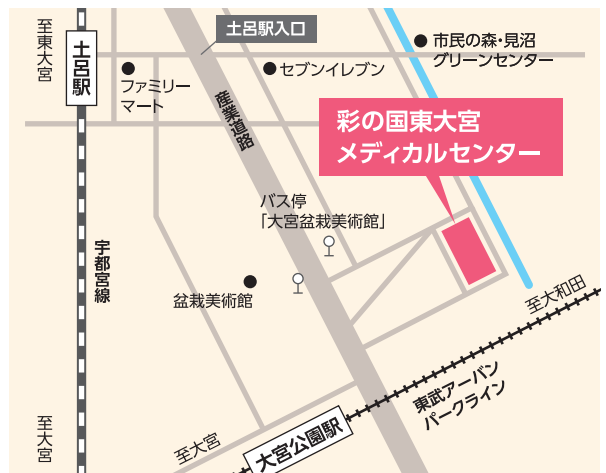 至東大宮
土呂駅
土呂駅入口
市民の森・見沼
グリーンセンター
ファミリー
マート
セブンイレブン
産業道路
彩の国東大宮
メディカルセンター
バス停
「大宮盆栽美術館」
宇都宮線
盆栽美術館
至大和田
東武アーバン
パークライン
至大宮
至大宮
大宮公園駅